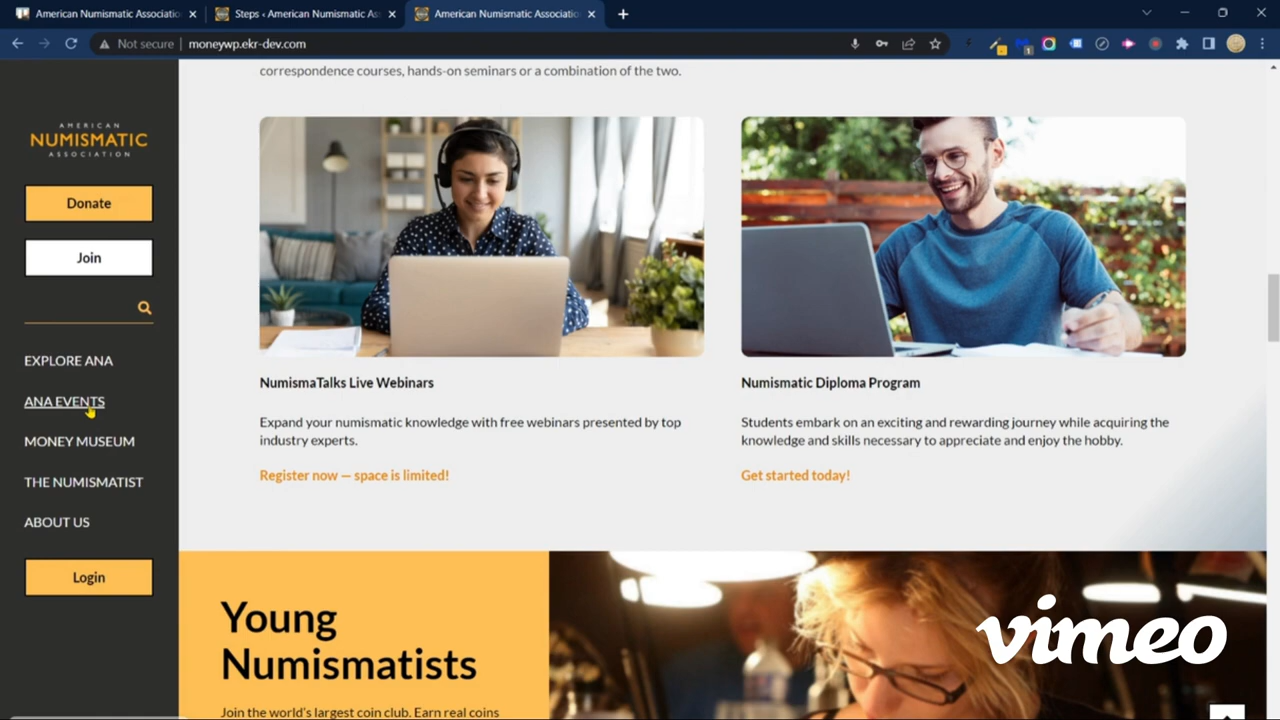 American Numismatic Associatio
Steps ‹ American Numismatic As
American Numismatic Associatio
Not secure | moneywp.ekr-dev.com
1
correspondence courses, hands-on seminars or a combination of the two.
AMERICAN
NUMISMATIC
ASSOCIATION
Donate
Join
EXPLORE ANA
ANA EVENTS
MONEY MUSEUM
THE NUMISMATIST
ABOUT US
Login
NumismaTalks Live Webinars
Expand your numismatic knowledge with free webinars presented by top
industry experts.
Register now — space is limited!
Numismatic Diploma Program
Students embark on an exciting and rewarding journey while acquiring the
knowledge and skills necessary to appreciate and enjoy the hobby.
Get started today!
Young
Numismatists
Join the world's largest coin club. Earn real coins
vimeo